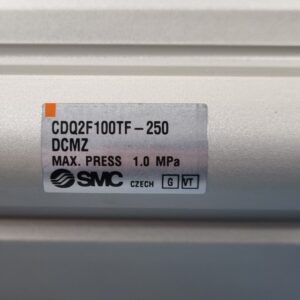 CDQ2F100TF-250
DCMZ
MAX. PRESS 1.0 MPa
SMC CZECH G VT